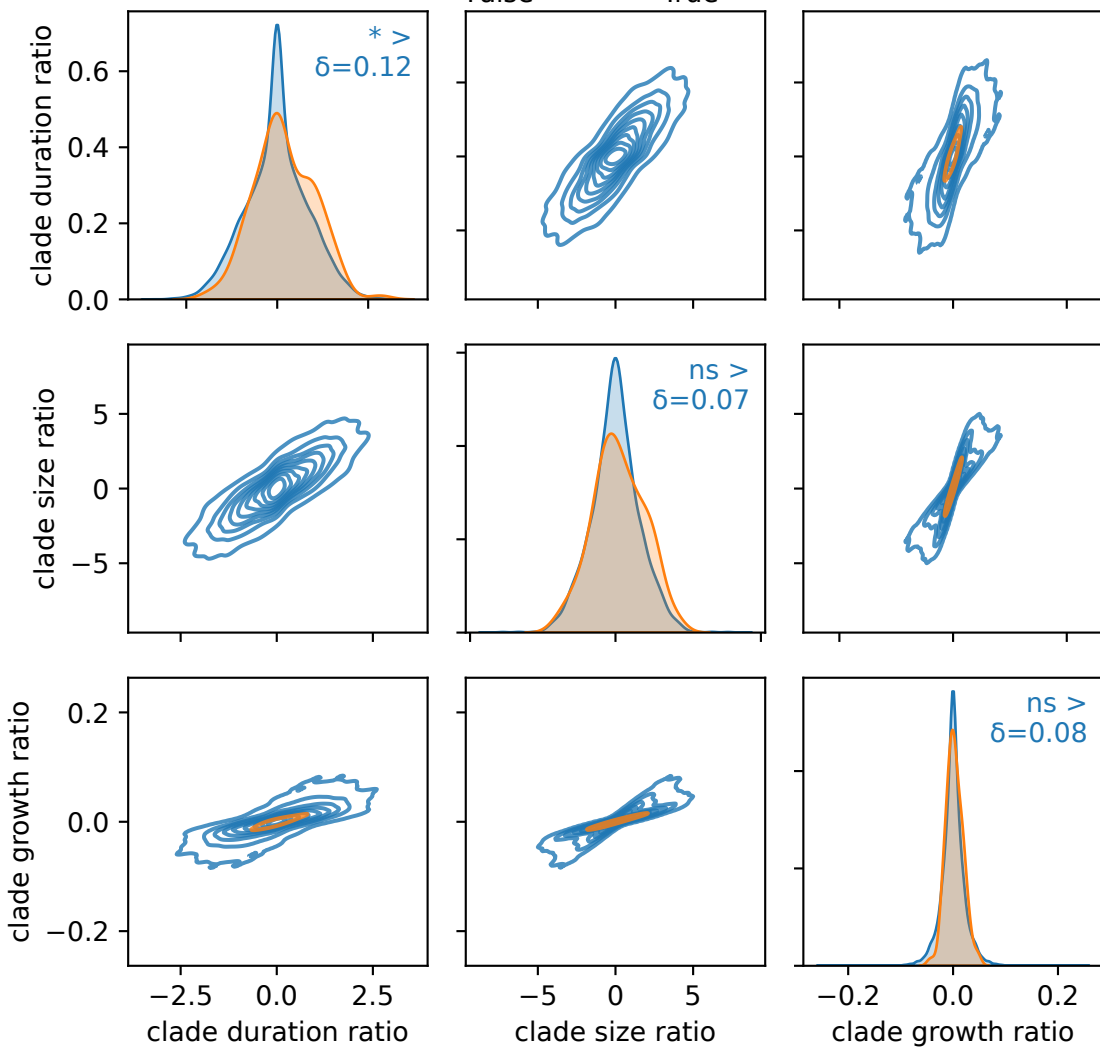 * >
δ=0.12
clade duration ratio
0.6
0.4
0.2
0.0
ns >
δ=0.07
clade size ratio
5
0
−5
ns >
δ=0.08
clade growth ratio
0.2
0.0
−0.2
−2.5 0.0 2.5 −5 0 5 −0.2 0.0 0.2
clade duration ratio clade size ratio clade growth ratio